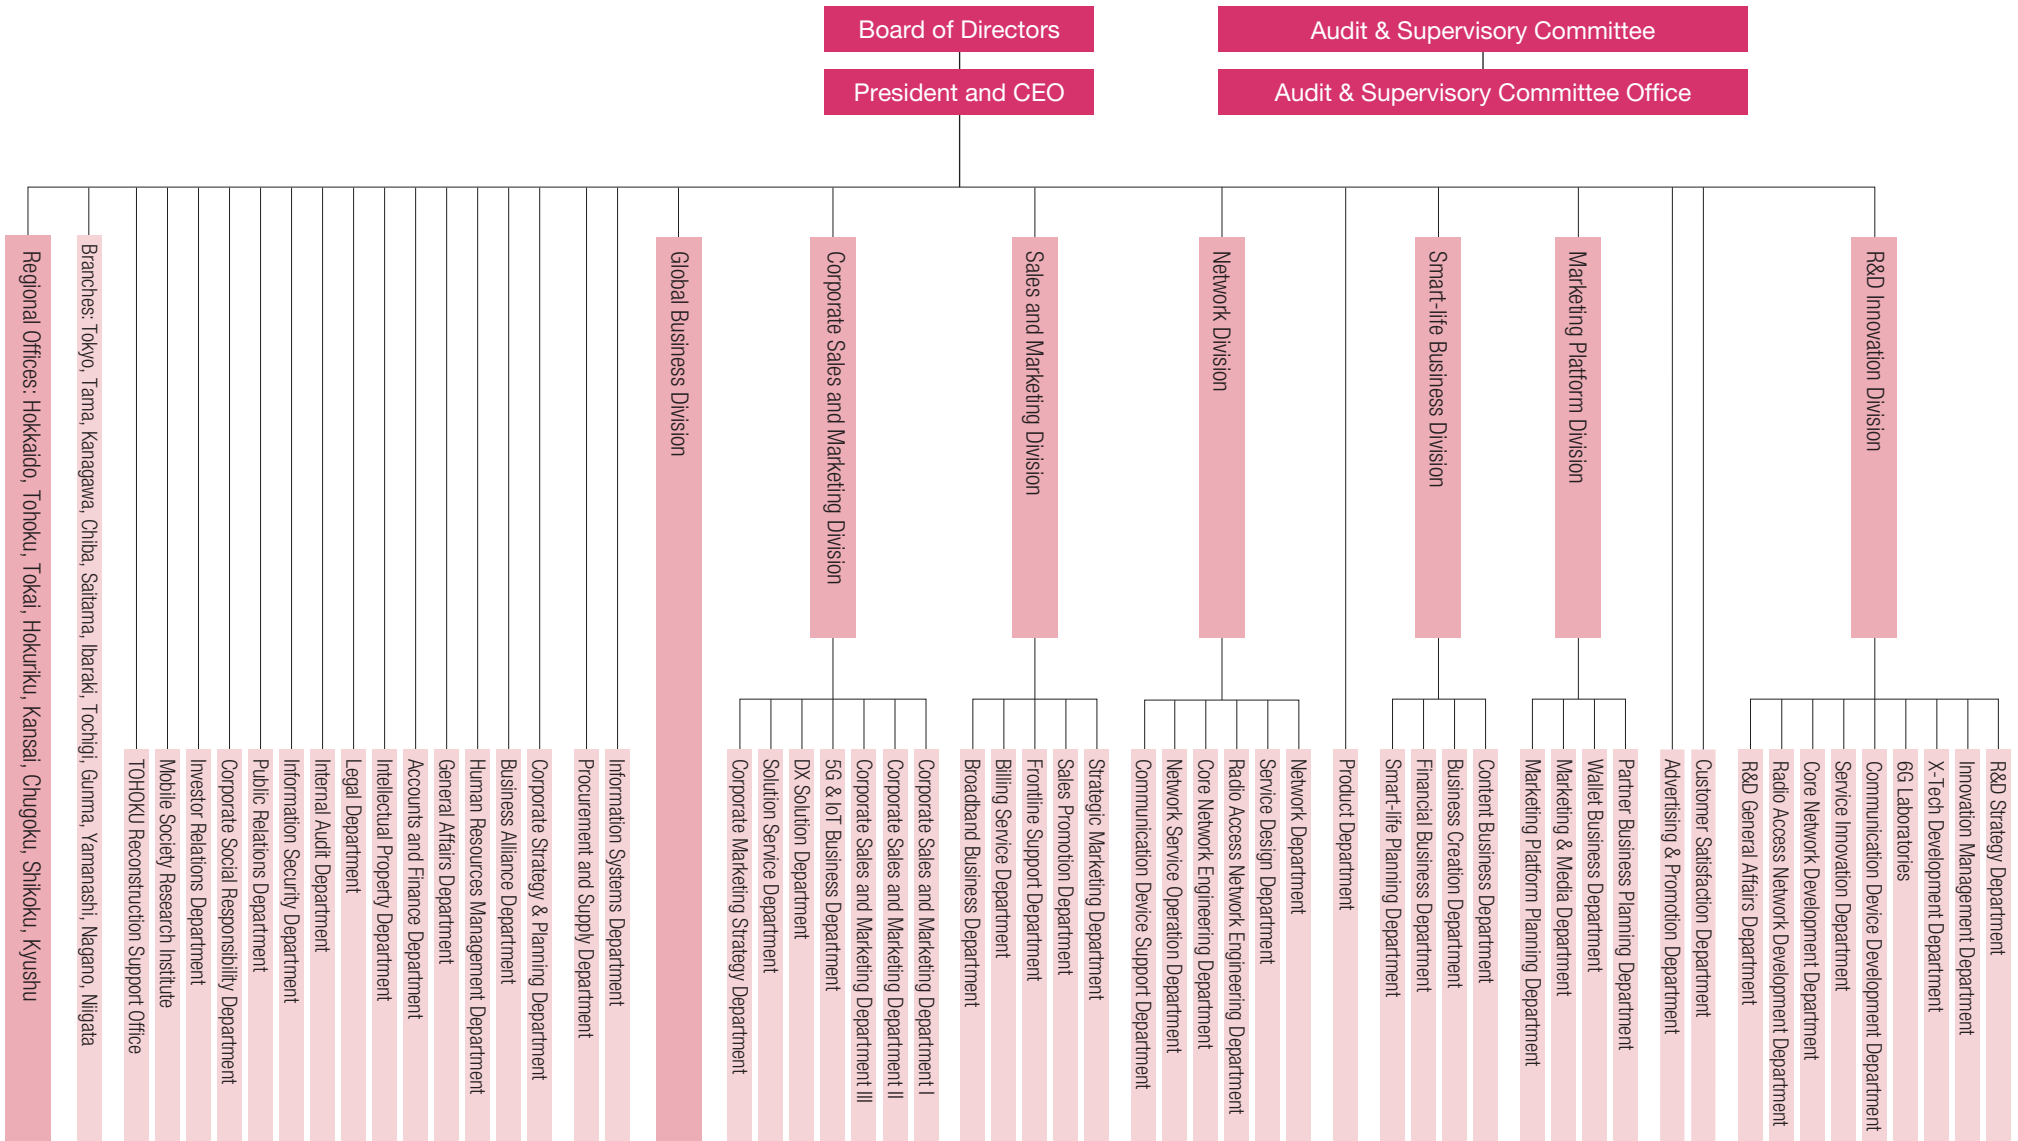 Board of Directors
Audit & Supervisory Committee
President and CEO
Audit & Supervisory Committee Office
Regional Offices: Hokkaido, Tohoku, Tokai, Hokuriku, Kansai, Chugoku, Shikoku, Kyushu
Branches: Tokyo, Tama, Kanagawa, Chiba, Saitama, Ibaraki, Tochigi, Gunma, Yamanashi, Nagano, Niigata
TOHOKU Reconstruction Support Office
Mobile Society Research Institute
Investor Relations Department
Corporate Social Responsibility Department
Public Relations Department
Information Security Department
Internal Audit Department
Legal Department
Intellectual Property Department
Accounts and Finance Department
General Affairs Department
Human Resources Management Department
Business Alliance Department
Corporate Strategy & Planning Department
Procurement and Supply Department
Information Systems Department
Global Business Division
Corporate Sales and Marketing Division
Corporate Marketing Strategy Department
Solution Service Department
DX Solution Department
5G & IoT Business Department
Corporate Sales and Marketing Department III
Corporate Sales and Marketing Department II
Corporate Sales and Marketing Department I
Sales and Marketing Division
Broadband Business Department
Billing Service Department
Frontline Support Department
Sales Promotion Department
Strategic Marketing Department
Network Division
Communication Device Support Department
Network Service Operation Department
Core Network Engineering Department
Radio Access Network Engineering Department
Service Design Department
Network Department
Product Department
Smart-life Business Division
Smart-life Planning Department
Financial Business Department
Business Creation Department
Content Business Department
Marketing Platform Division
Marketing Platform Planning Department
Marketing & Media Department
Wallet Business Department
Partner Business Planning Department
Advertising & Promotion Department
Customer Satisfaction Department
R&D Innovation Division
R&D General Affairs Department
Radio Access Network Development Department
Core Network Development Department
Service Innovation Department
Communication Device Development Department
6G Laboratories
X-Tech Development Department
Innovation Management Department
R&D Strategy Department